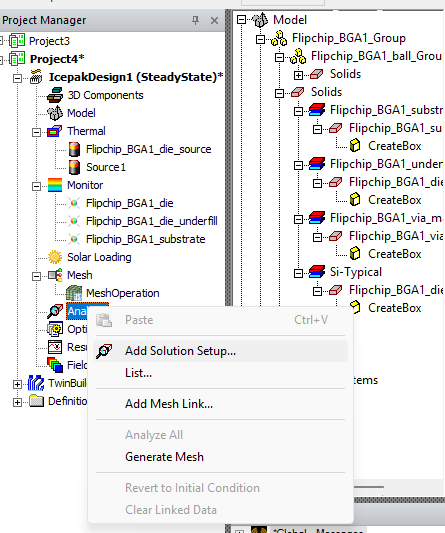 Project Manager
Project3
Project4*
IcepakDesign1 (SteadyState)*
3D Components
Model
Thermal
Flipchip_BGA1_die_source
Source1
Monitor
Flipchip_BGA1_die
Flipchip_BGA1_die_underfill
Flipchip_BGA1_substrate
Solar Loading
Mesh
MeshOperation
Ana
Opti
Resu
Field
TwinBuil
Definitio
Paste Ctrl+V
Add Solution Setup...
List...
Add Mesh Link...
Analyze All
Generate Mesh
Revert to Initial Condition
Clear Linked Data
Model
Flipchip_BGA1_Group
Flipchip_BGA1_ball_Grou
Solids
Solids
Flipchip_BGA1_substr
Flipchip_BGA1_su
CreateBox
Flipchip_BGA1_under
Flipchip_BGA1_die
CreateBox
Flipchip_BGA1_via_m
Flipchip_BGA1_via
CreateBox
Si-Typical
Flipchip_BGA1_die
CreateBox
tems